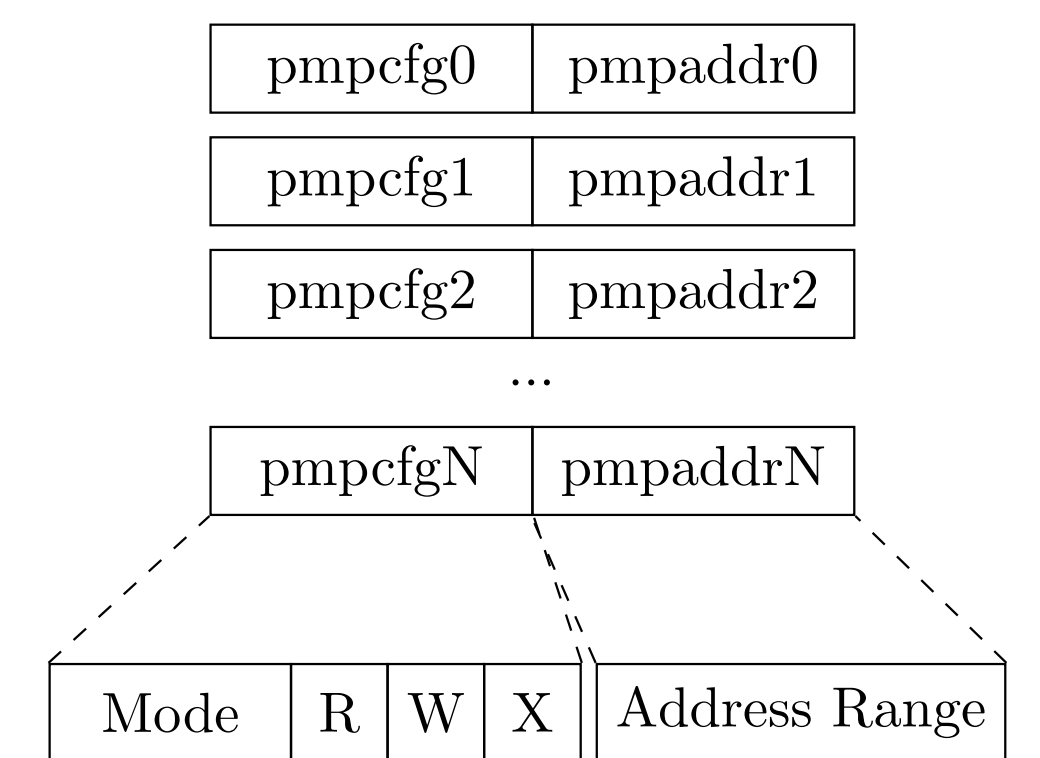 pmpcfg0 pmpaddr0
pmpcfg1 pmpaddr1
pmpcfg2 pmpaddr2
...
pmpcfgN pmpaddrN
Mode R W X Address Range